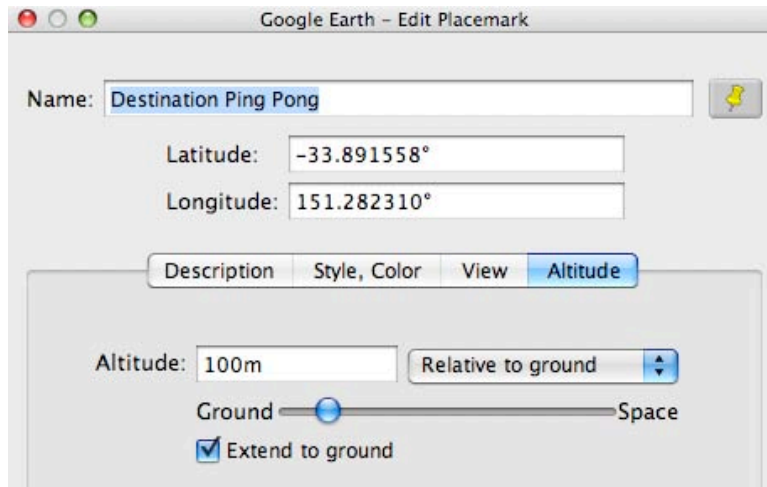 Google Earth – Edit Placemark
Name: Destination Ping Pong
Latitude: -33.891558°
Longitude: 151.282310°
Description Style, Color View Altitude
Altitude: 100m Relative to ground
Ground Space
Extend to ground